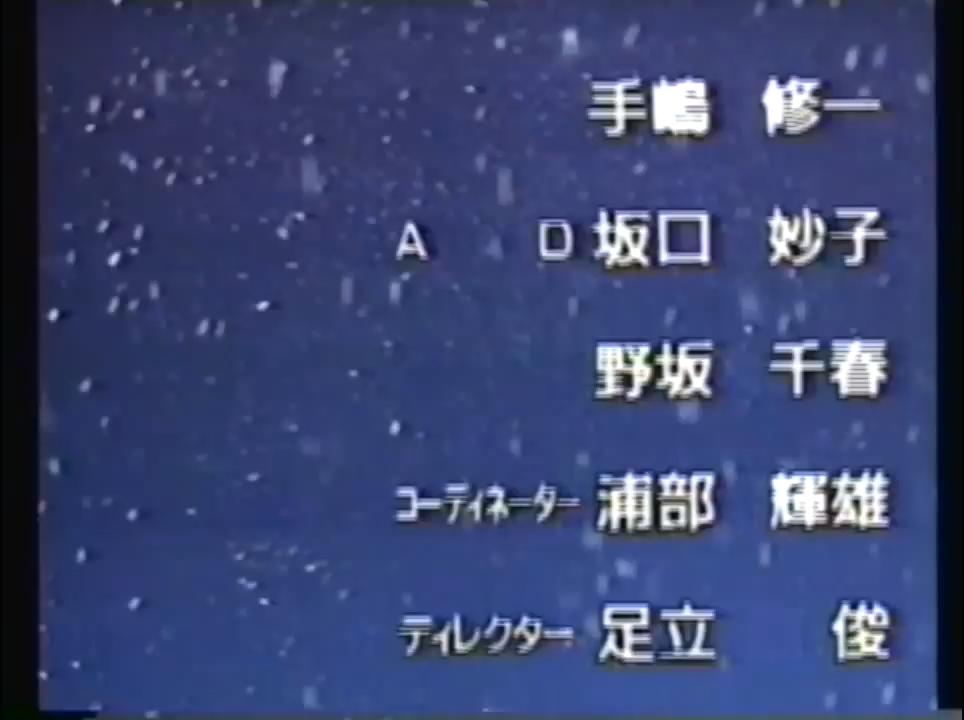 手嶋 修一
AD 坂口 妙子
野坂 千春
コーディネーター 浦部 輝雄
ディレクター 足立 俊